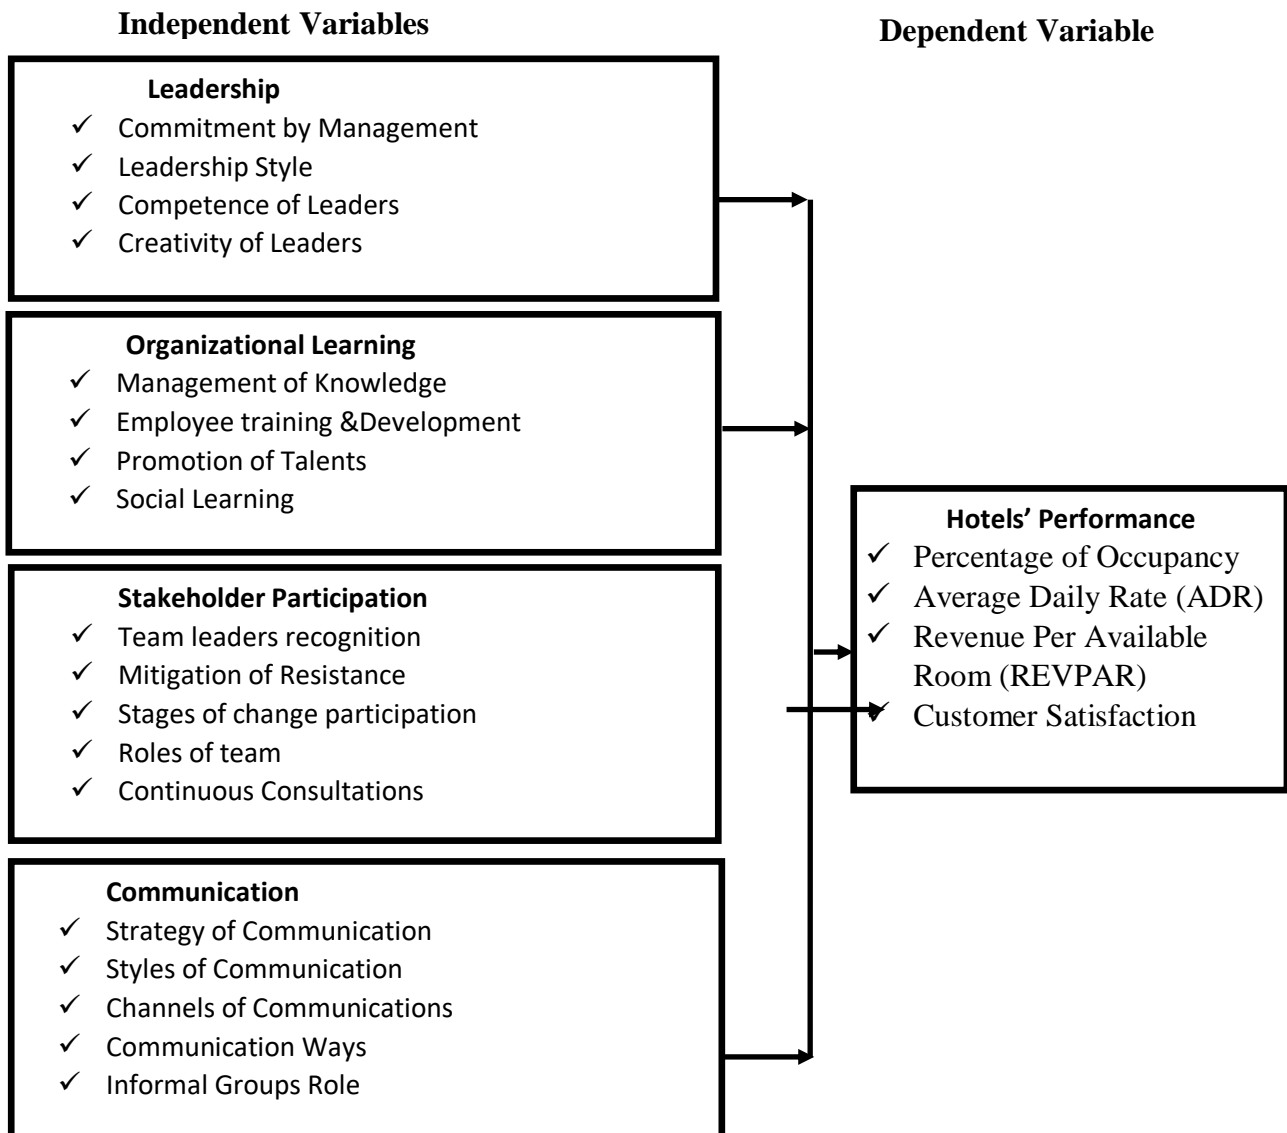 Independent Variables
Dependent Variable
Leadership
✓ Commitment by Management
✓ Leadership Style
✓ Competence of Leaders
✓ Creativity of Leaders
Organizational Learning
✓ Management of Knowledge
✓ Employee training &Development
✓ Promotion of Talents
✓ Social Learning
Stakeholder Participation
✓ Team leaders recognition
✓ Mitigation of Resistance
✓ Stages of change participation
✓ Roles of team
✓ Continuous Consultations
Communication
✓ Strategy of Communication
✓ Styles of Communication
✓ Channels of Communications
✓ Communication Ways
✓ Informal Groups Role
Hotels’ Performance
✓ Percentage of Occupancy
✓ Average Daily Rate (ADR)
✓ Revenue Per Available
Room (REVPAR)
✓ Customer Satisfaction